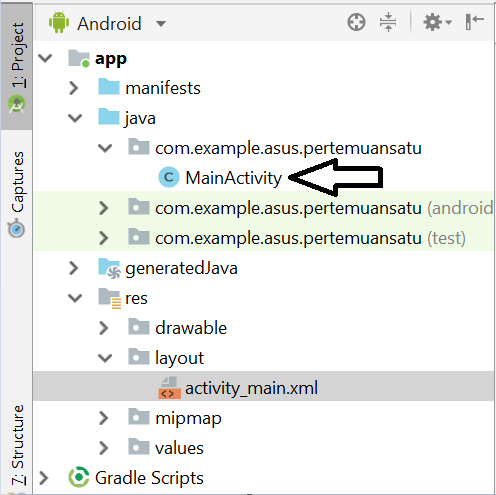 Android
1: Project
Captures
7: Structure
app
manifests
java
com.example.asus.pertemuansatu
C MainActivity
com.example.asus.pertemuansatu (android
com.example.asus.pertemuansatu (test)
generatedJava
res
drawable
layout
activity_main.xml
mipmap
values
Gradle Scripts